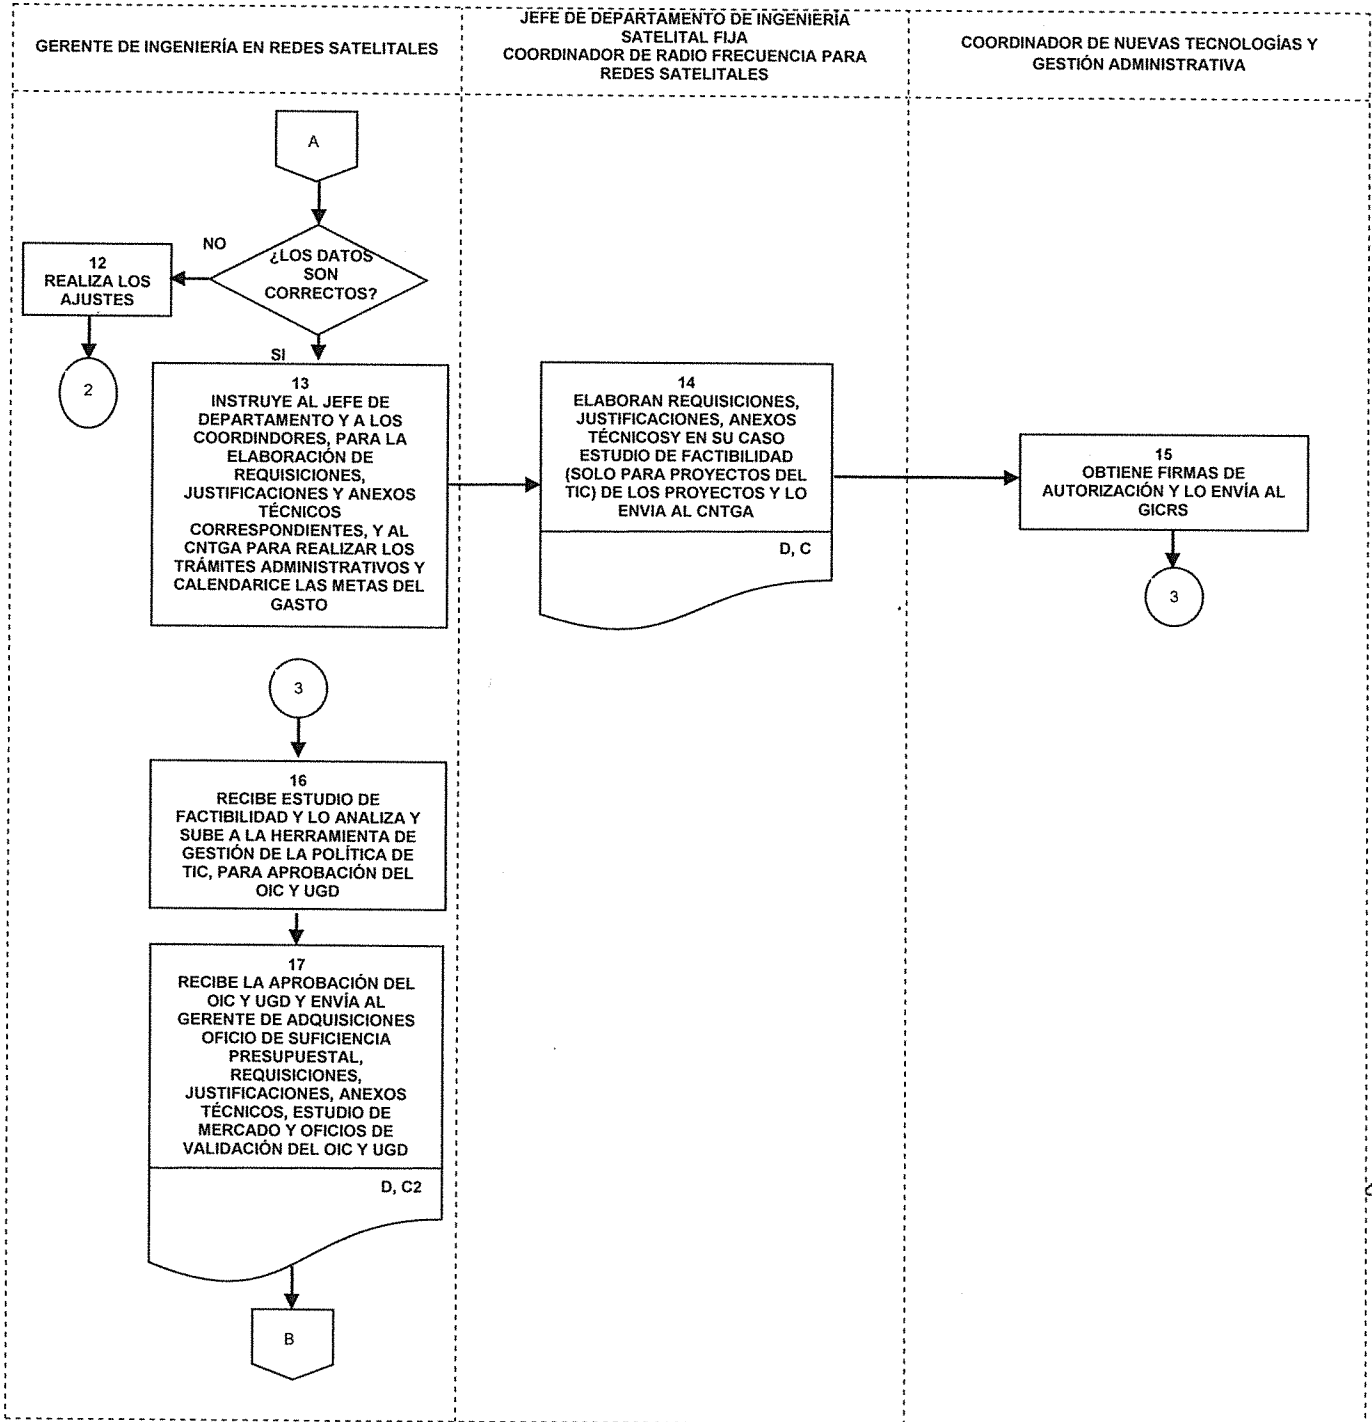 GERENTE DE INGENIERÍA EN REDES SATELITALES
JEFE DE DEPARTAMENTO DE INGENIERÍA
SATELITAL FIJA
COORDINADOR DE RADIO FRECUENCIA PARA
REDES SATELITALES
COORDINADOR DE NUEVAS TECNOLOGÍAS Y
GESTIÓN ADMINISTRATIVA
A
¿LOS DATOS
SON
CORRECTOS?
NO
12
REALIZA LOS
AJUSTES
2
SI
13
INSTRUYE AL JEFE DE
DEPARTAMENTO Y A LOS
COORDINDORES, PARA LA
ELABORACIÓN DE
REQUISICIONES,
JUSTIFICACIONES Y ANEXOS
TÉCNICOS
CORRESPONDIENTES, Y AL
CNTGA PARA REALIZAR LOS
TRÁMITES ADMINISTRATIVOS Y
CALENDARICE LAS METAS DEL
GASTO
14
ELABORAN REQUISICIONES,
JUSTIFICACIONES, ANEXOS
TÉCNICOSY EN SU CASO
ESTUDIO DE FACTIBILIDAD
(SOLO PARA PROYECTOS DEL
TIC) DE LOS PROYECTOS Y LO
ENVIA AL CNTGA
D, C
15
OBTIENE FIRMAS DE
AUTORIZACIÓN Y LO ENVÍA AL
GICRS
3
3
16
RECIBE ESTUDIO DE
FACTIBILIDAD Y LO ANALIZA Y
SUBE A LA HERRAMIENTA DE
GESTIÓN DE LA POLÍTICA DE
TIC, PARA APROBACIÓN DEL
OIC Y UGD
17
RECIBE LA APROBACIÓN DEL
OIC Y UGD Y ENVÍA AL
GERENTE DE ADQUISICIONES
OFICIO DE SUFICIENCIA
PRESUPUESTAL,
REQUISICIONES,
JUSTIFICACIONES, ANEXOS
TÉCNICOS, ESTUDIO DE
MERCADO Y OFICIOS DE
VALIDACIÓN DEL OIC Y UGD
D, C2
B